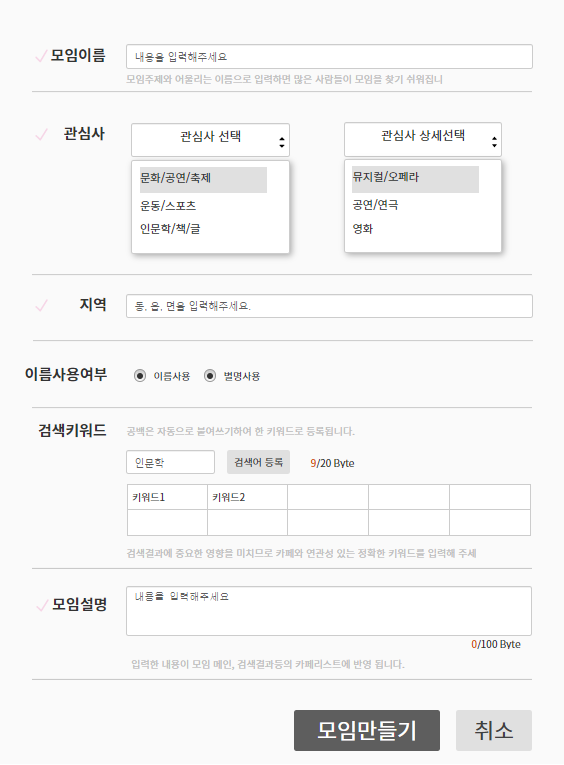 모임이름
내용을 입력해주세요
모임주제와 어울리는 이름으로 입력하면 많은 사람들이 모임를 찾기 쉬워집니
관심사
관심사 선택
관심사 상세선택
문화/공연/축제
뮤지컬/오페라
운동/스포츠
공연/연극
인문학/책/글
영화
지역
동, 읍, 면을 입력해주세요.
이름사용여부
이름사용
별명사용
검색키워드
공백은 자동으로 붙여쓰기하여 한 키워드로 등록됩니다.
인문학
검색어 등록
9/20 Byte
키워드1
키워드2
검색결과에 중요한 영향을 미치므로 카페와 연관성 있는 정확한 키워드를 입력해 주세
모임설명
내용을 입력해주세요
0/100 Byte
입력한 내용이 모임 메인, 검색결과등의 카페리스트에 반영 됩니다.
모임만들기
취소